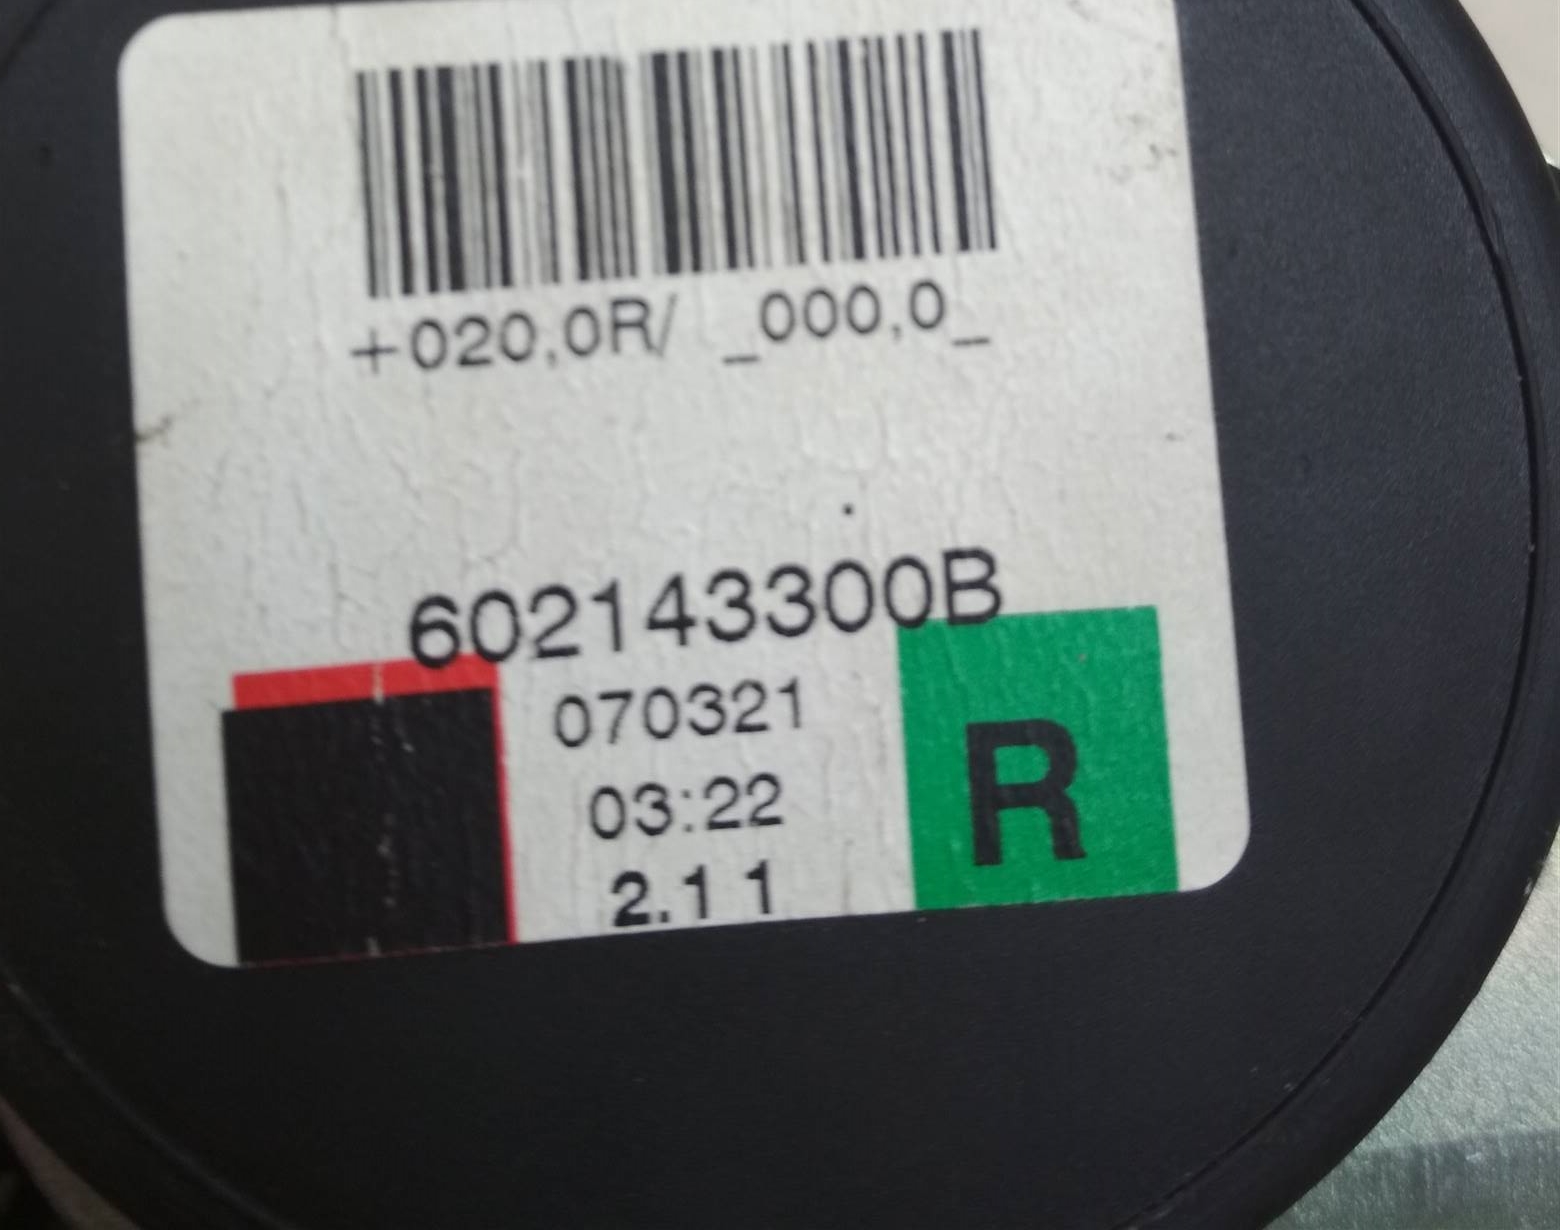 +020,0R/ _000,0_
602143300B
070321
03:22
2.1 1
R